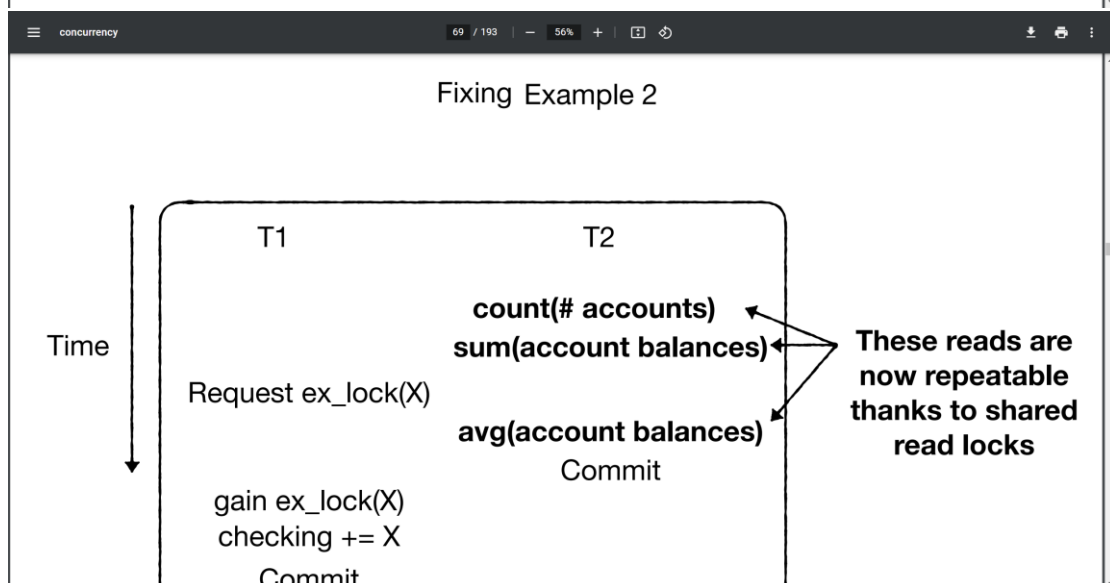 concurrency
69 / 193
56%
Fixing Example 2
T1
T2
count(# accounts)
sum(account balances)
Time
These reads are
now repeatable
thanks to shared
read locks
Request ex_lock(X)
avg(account balances)
Commit
gain ex_lock(X)
checking += X
Commit